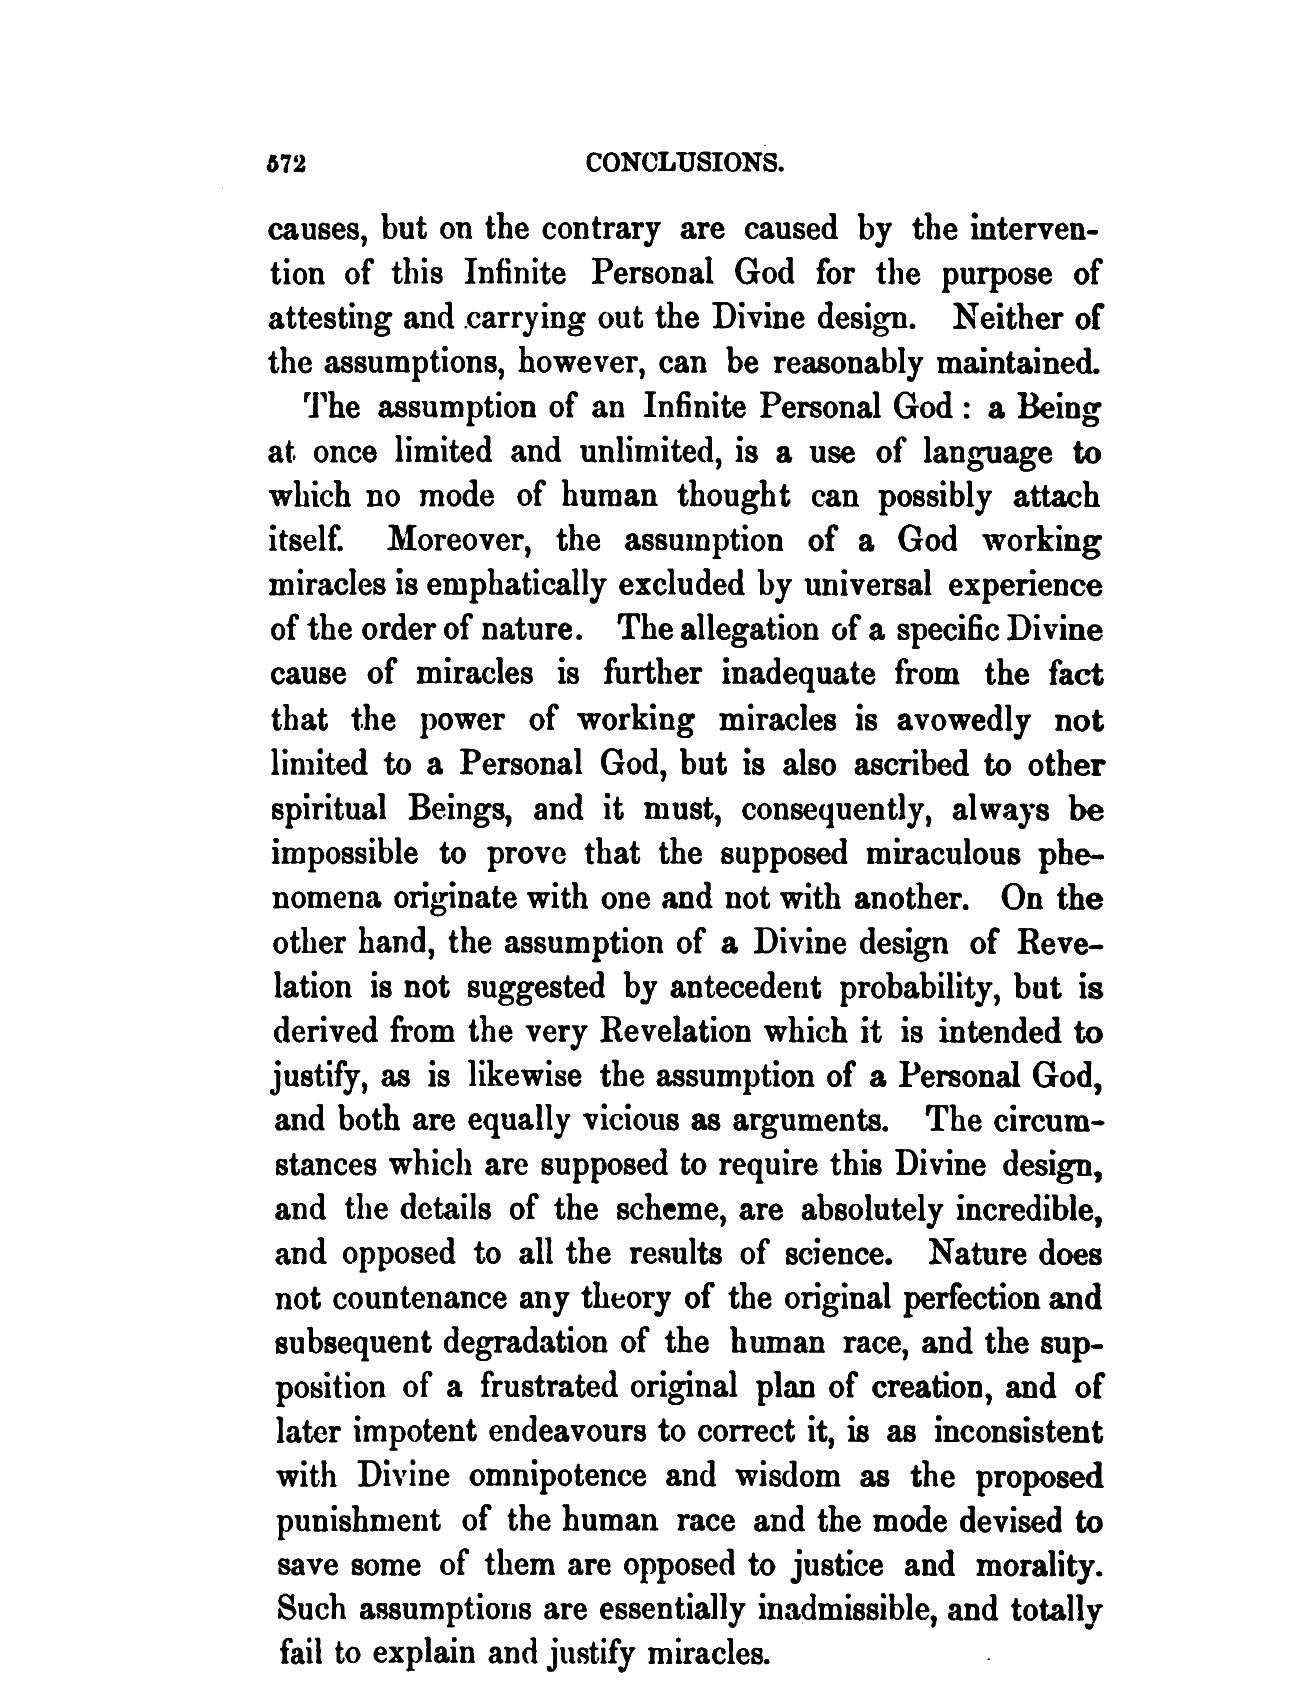 572 CONCLUSIONS.
causes, but on the contrary are caused by the interven-
tion of this Infinite Personal God for the purpose of
attesting and carrying out the Divine design. Neither of
the assumptions, however, can be reasonably maintained.
The assumption of an Infinite Personal God : a Being
at once limited and unlimited, is a use of language to
which no mode of human thought can possibly attach
itself. Moreover, the assumption of a God working
miracles is emphatically excluded by universal experience
of the order of nature. The allegation of a specific Divine
cause of miracles is further inadequate from the fact
that the power of working miracles is avowedly not
limited to a Personal God, but is also ascribed to other
spiritual Beings, and it must, consequently, always be
impossible to prove that the supposed miraculous phe-
nomena originate with one and not with another. On the
other hand, the assumption of a Divine design of Reve-
lation is not suggested by antecedent probability, but is
derived from the very Revelation which it is intended to
justify, as is likewise the assumption of a Personal God,
and both are equally vicious as arguments. The circum-
stances which are supposed to require this Divine design,
and the details of the scheme, are absolutely incredible,
and opposed to all the results of science. Nature does
not countenance any theory of the original perfection and
subsequent degradation of the human race, and the sup-
position of a frustrated original plan of creation, and of
later impotent endeavours to correct it, is as inconsistent
with Divine omnipotence and wisdom as the proposed
punishment of the human race and the mode devised to
save some of them are opposed to justice and morality.
Such assumptions are essentially inadmissible, and totally
fail to explain and justify miracles.